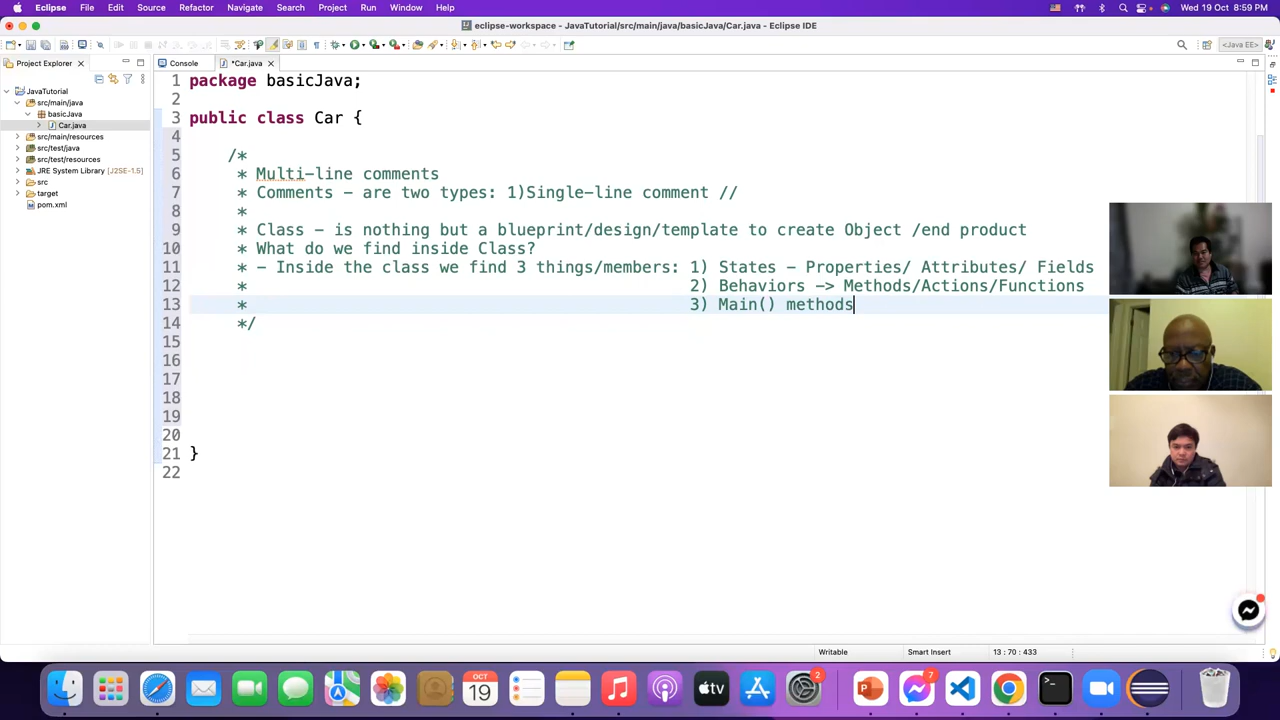 Eclipse File Edit Source Refactor Navigate Search Project Run Window Help Wed 19 Oct 8:59 PM
eclipse-workspace - JavaTutorial/src/main/java/basicJava/Car.java - Eclipse IDE
<Java EE>
Project Explorer Console *Car.java
JavaTutorial
src/main/java
basicJava
Car.java
src/main/resources
src/test/java
src/test/resources
JRE System Library [J2SE-1.5]
src
target
pom.xml
1 package basicJava;
2
3 public class Car {
4
5 /*
6 * Multi-line comments
7 * Comments - are two types: 1)Single-line comment //
8 *
9 * Class - is nothing but a blueprint/design/template to create Object /end product
10 * What do we find inside Class?
11 * - Inside the class we find 3 things/members: 1) States - Properties/ Attributes/ Fields
12 * 2) Behaviors -> Methods/Actions/Functions
13 * 3) Main() methods
14 */
15
16
17
18
19
20
21 }
22
Writable Smart Insert 13 : 70 : 433
OCT
19
tv
2
7